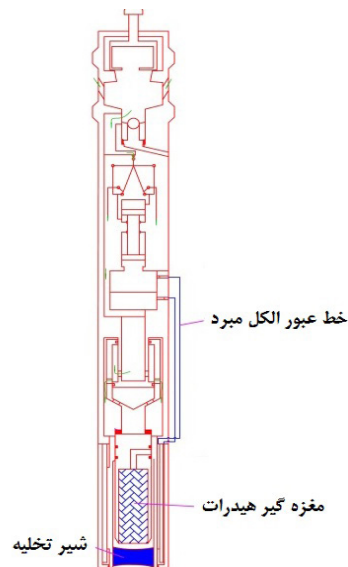 خط عبور الکل مبرد
مغزه گیر هیدرات
شیر تخلیه